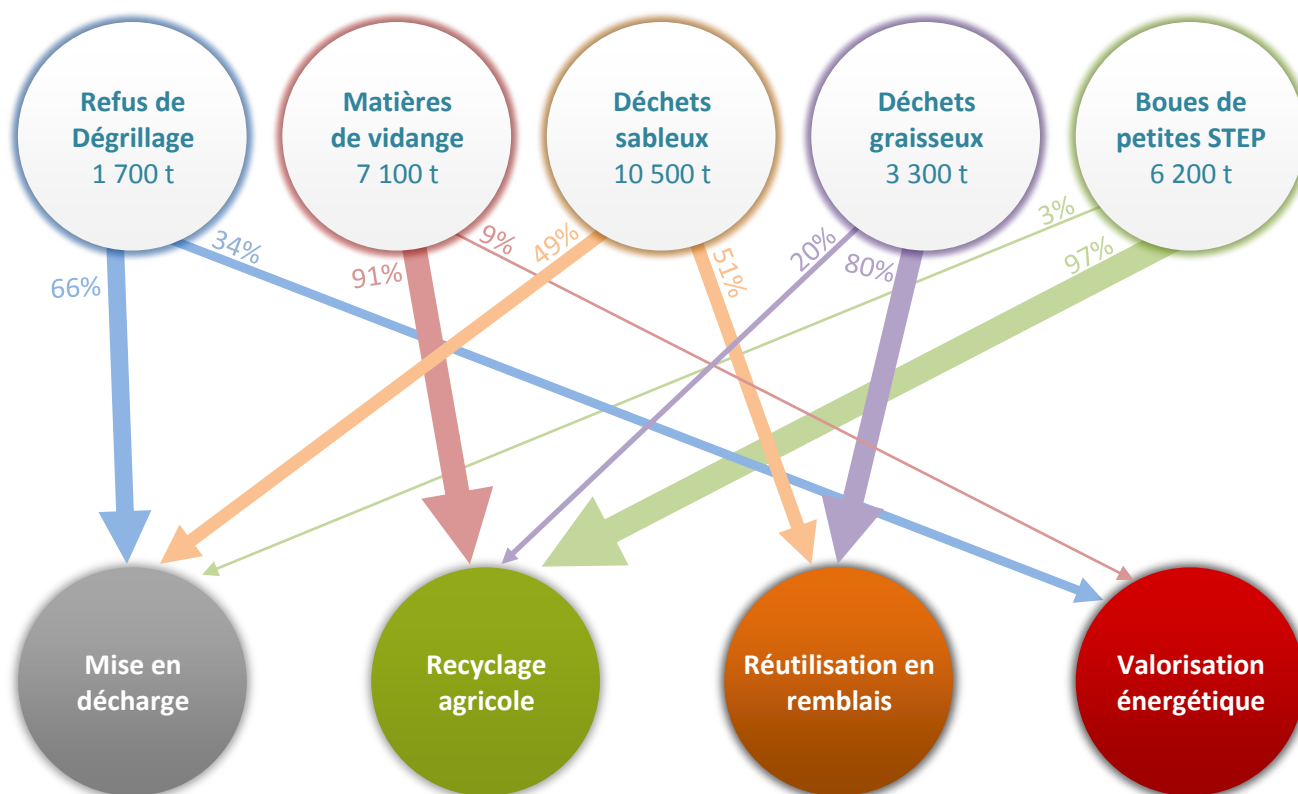 Refus de
Dégrillage
1 700 t
Matières
de vidange
7 100 t
Déchets
sableux
10 500 t
Déchets
graisseux
3 300 t
Boues de
petites STEP
6 200 t
66%
34%
91%
9%
49%
51%
20%
80%
3%
97%
Mise en
décharge
Recyclage
agricole
Réutilisation en
remblais
Valorisation
énergétique